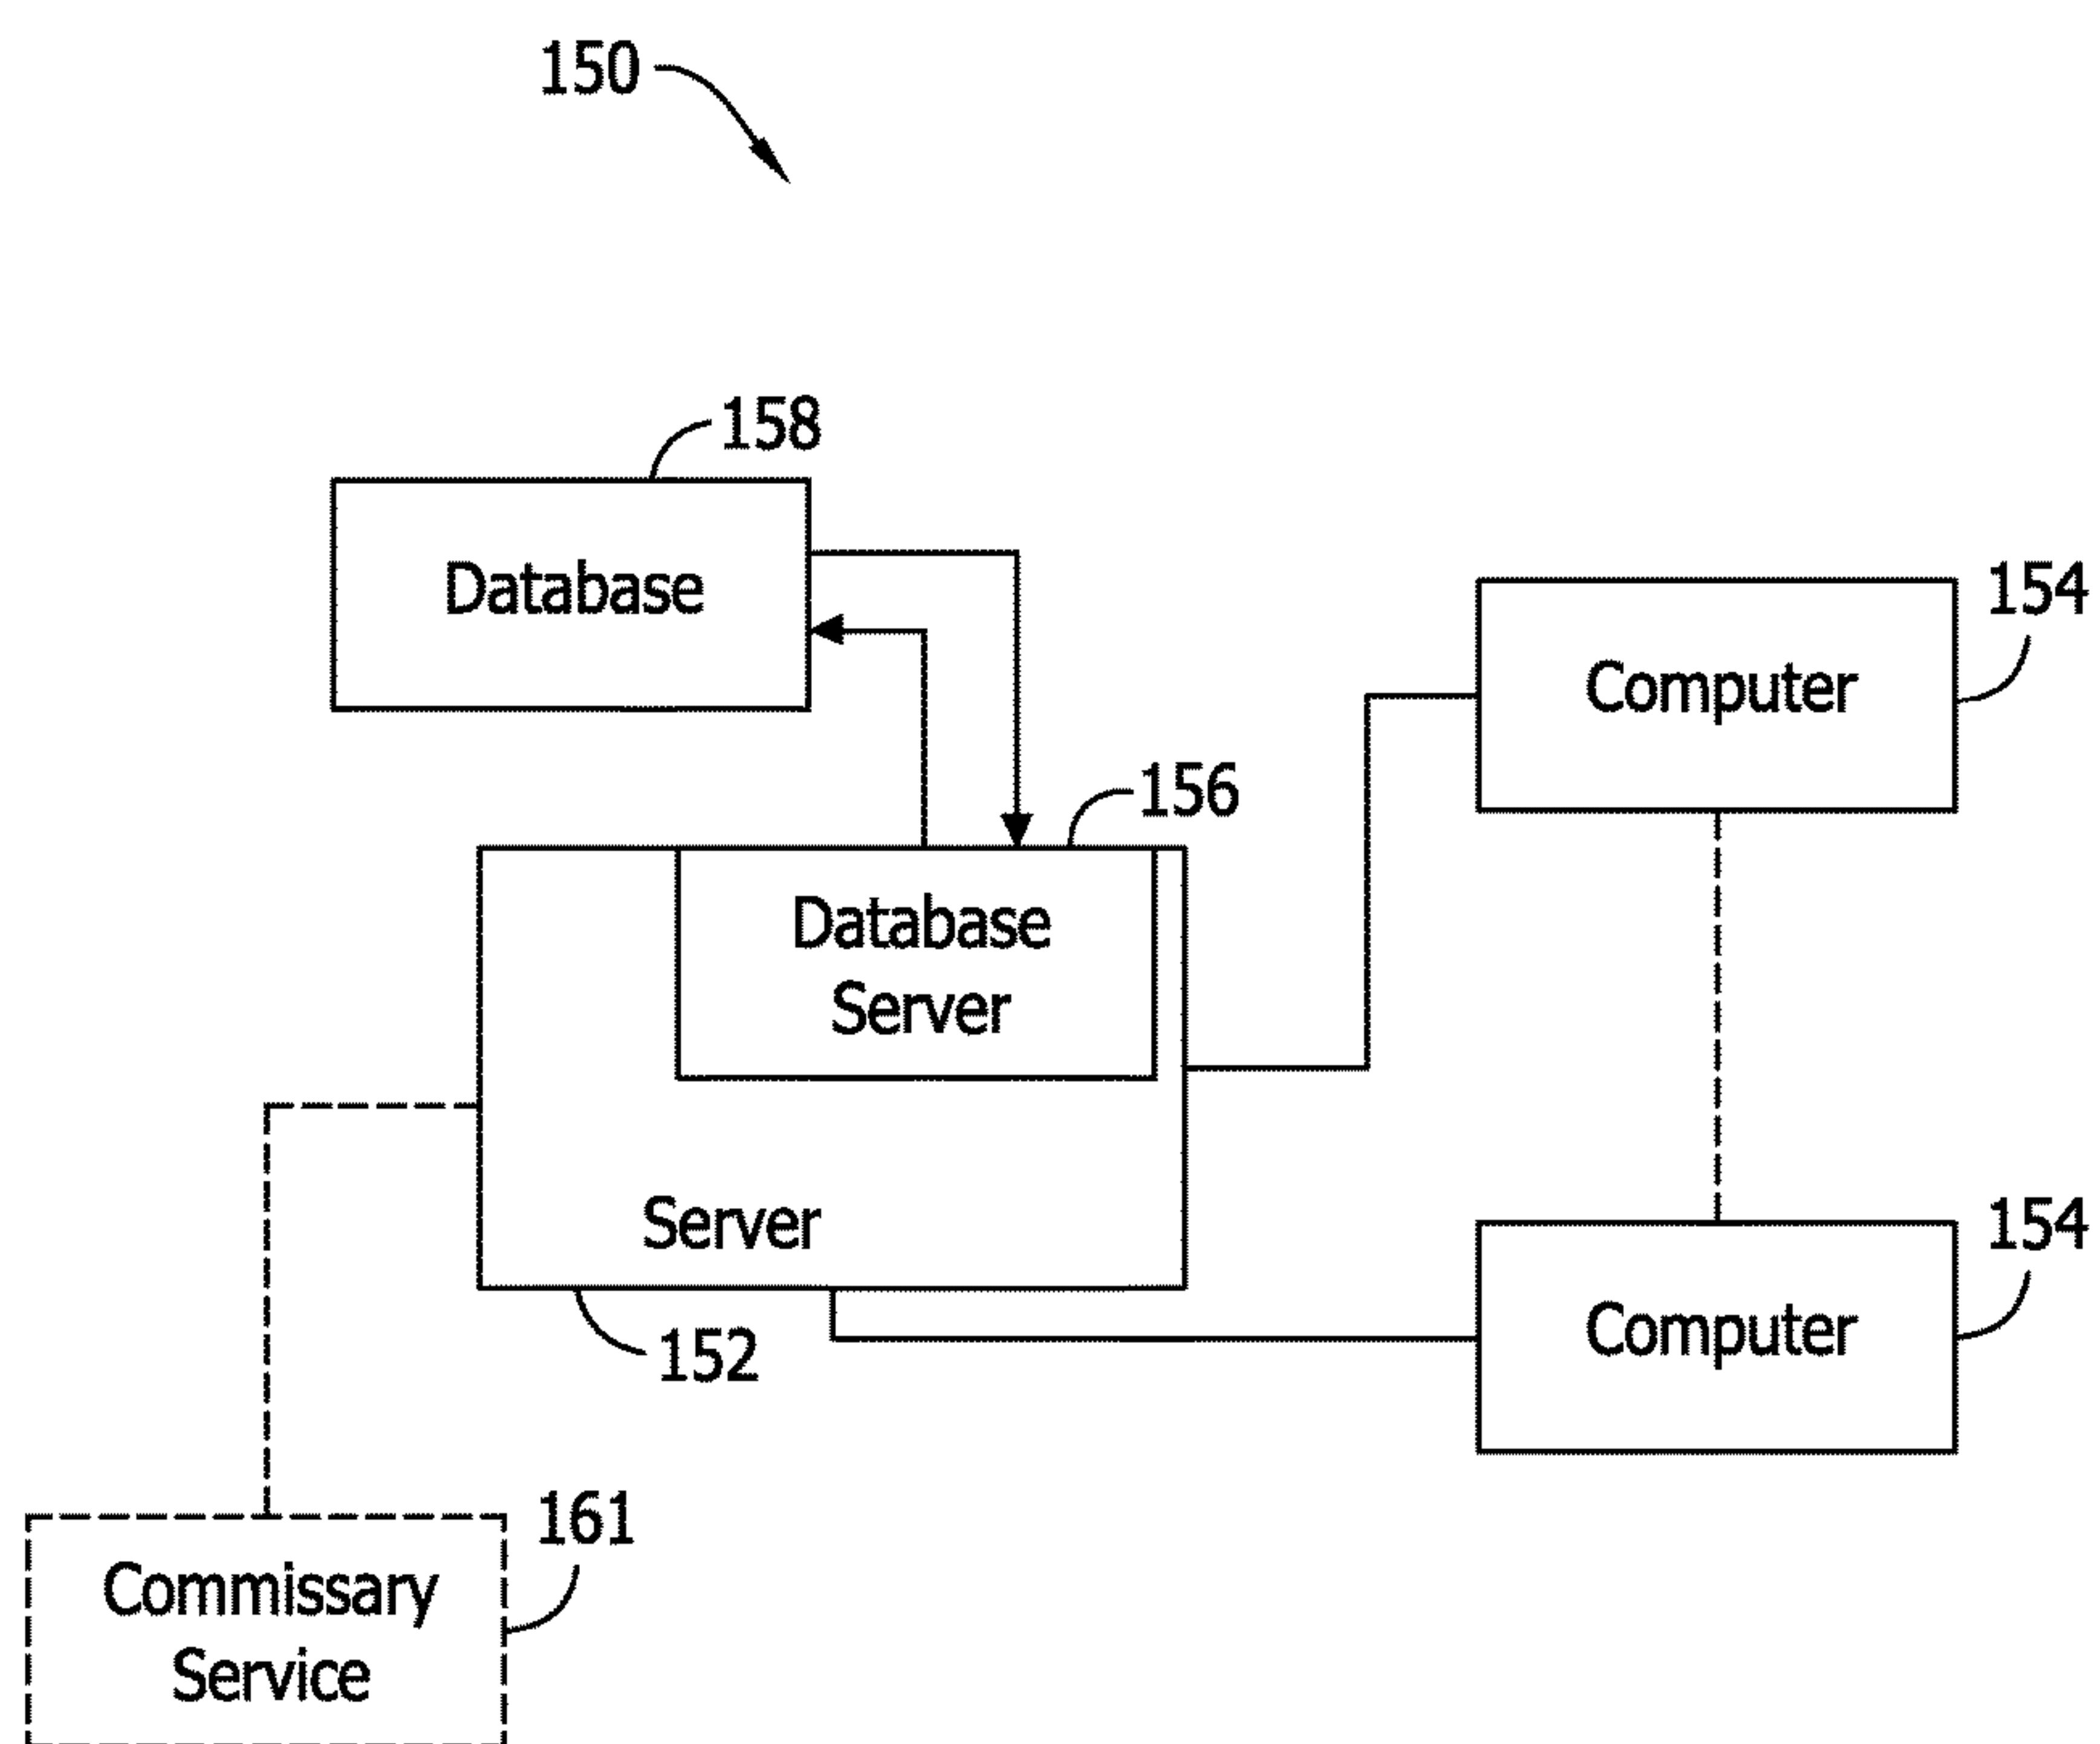 150
158
Database
154
Computer
156
Database
Server
Server
152
154
Computer
161
Commissary
Service